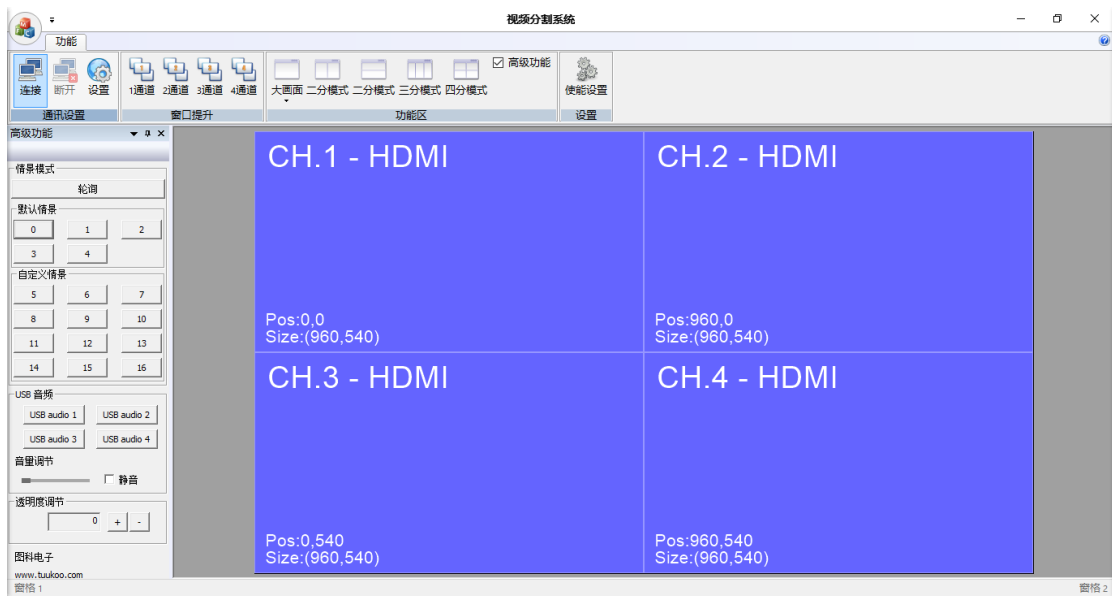 视频分割系统
功能
连接 断开 设置 1通道 2通道 3通道 4通道 大画面 二分模式 二分模式 三分模式 四分模式 高级功能 使能设置
通讯设置 窗口提升 功能区 设置
高级功能
情景模式
轮询
默认情景
0 1 2
3 4
自定义情景
5 6 7
8 9 10
11 12 13
14 15 16
USB 音频
USB audio 1 USB audio 2
USB audio 3 USB audio 4
音量调节
静音
透明度调节
0 + -
图科电子
www.tuukoo.com
CH.1 - HDMI
Pos:0,0
Size:(960,540)
CH.2 - HDMI
Pos:960,0
Size:(960,540)
CH.3 - HDMI
Pos:0,540
Size:(960,540)
CH.4 - HDMI
Pos:960,540
Size:(960,540)
窗格 1 窗格 2